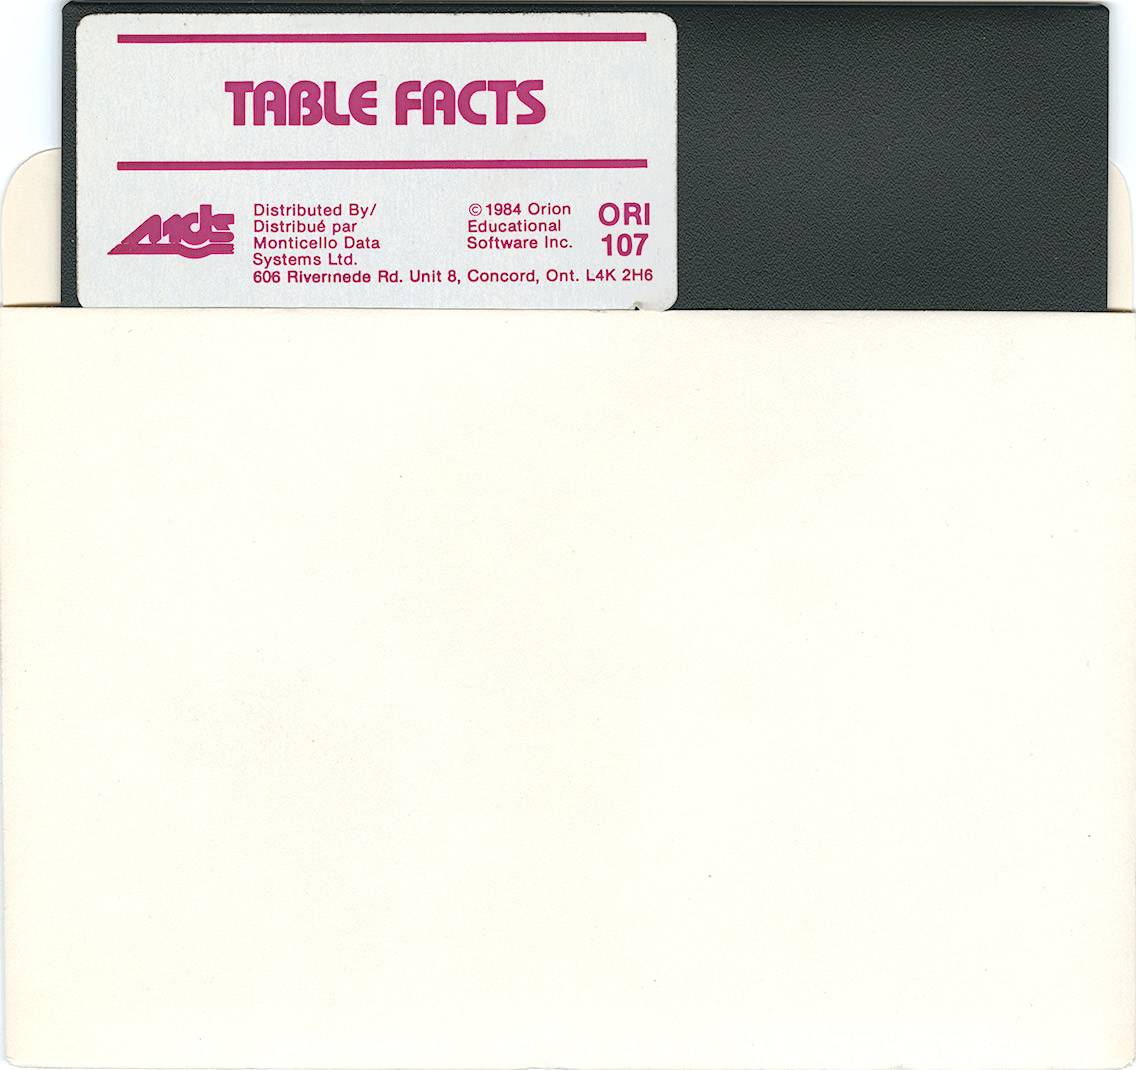 TABLE FACTS
mds
Distributed By/
Distribué par
Monticello Data
Systems Ltd.
© 1984 Orion
Educational
Software Inc.
ORI
107
606 Rivermede Rd. Unit 8, Concord, Ont. L4K 2H6